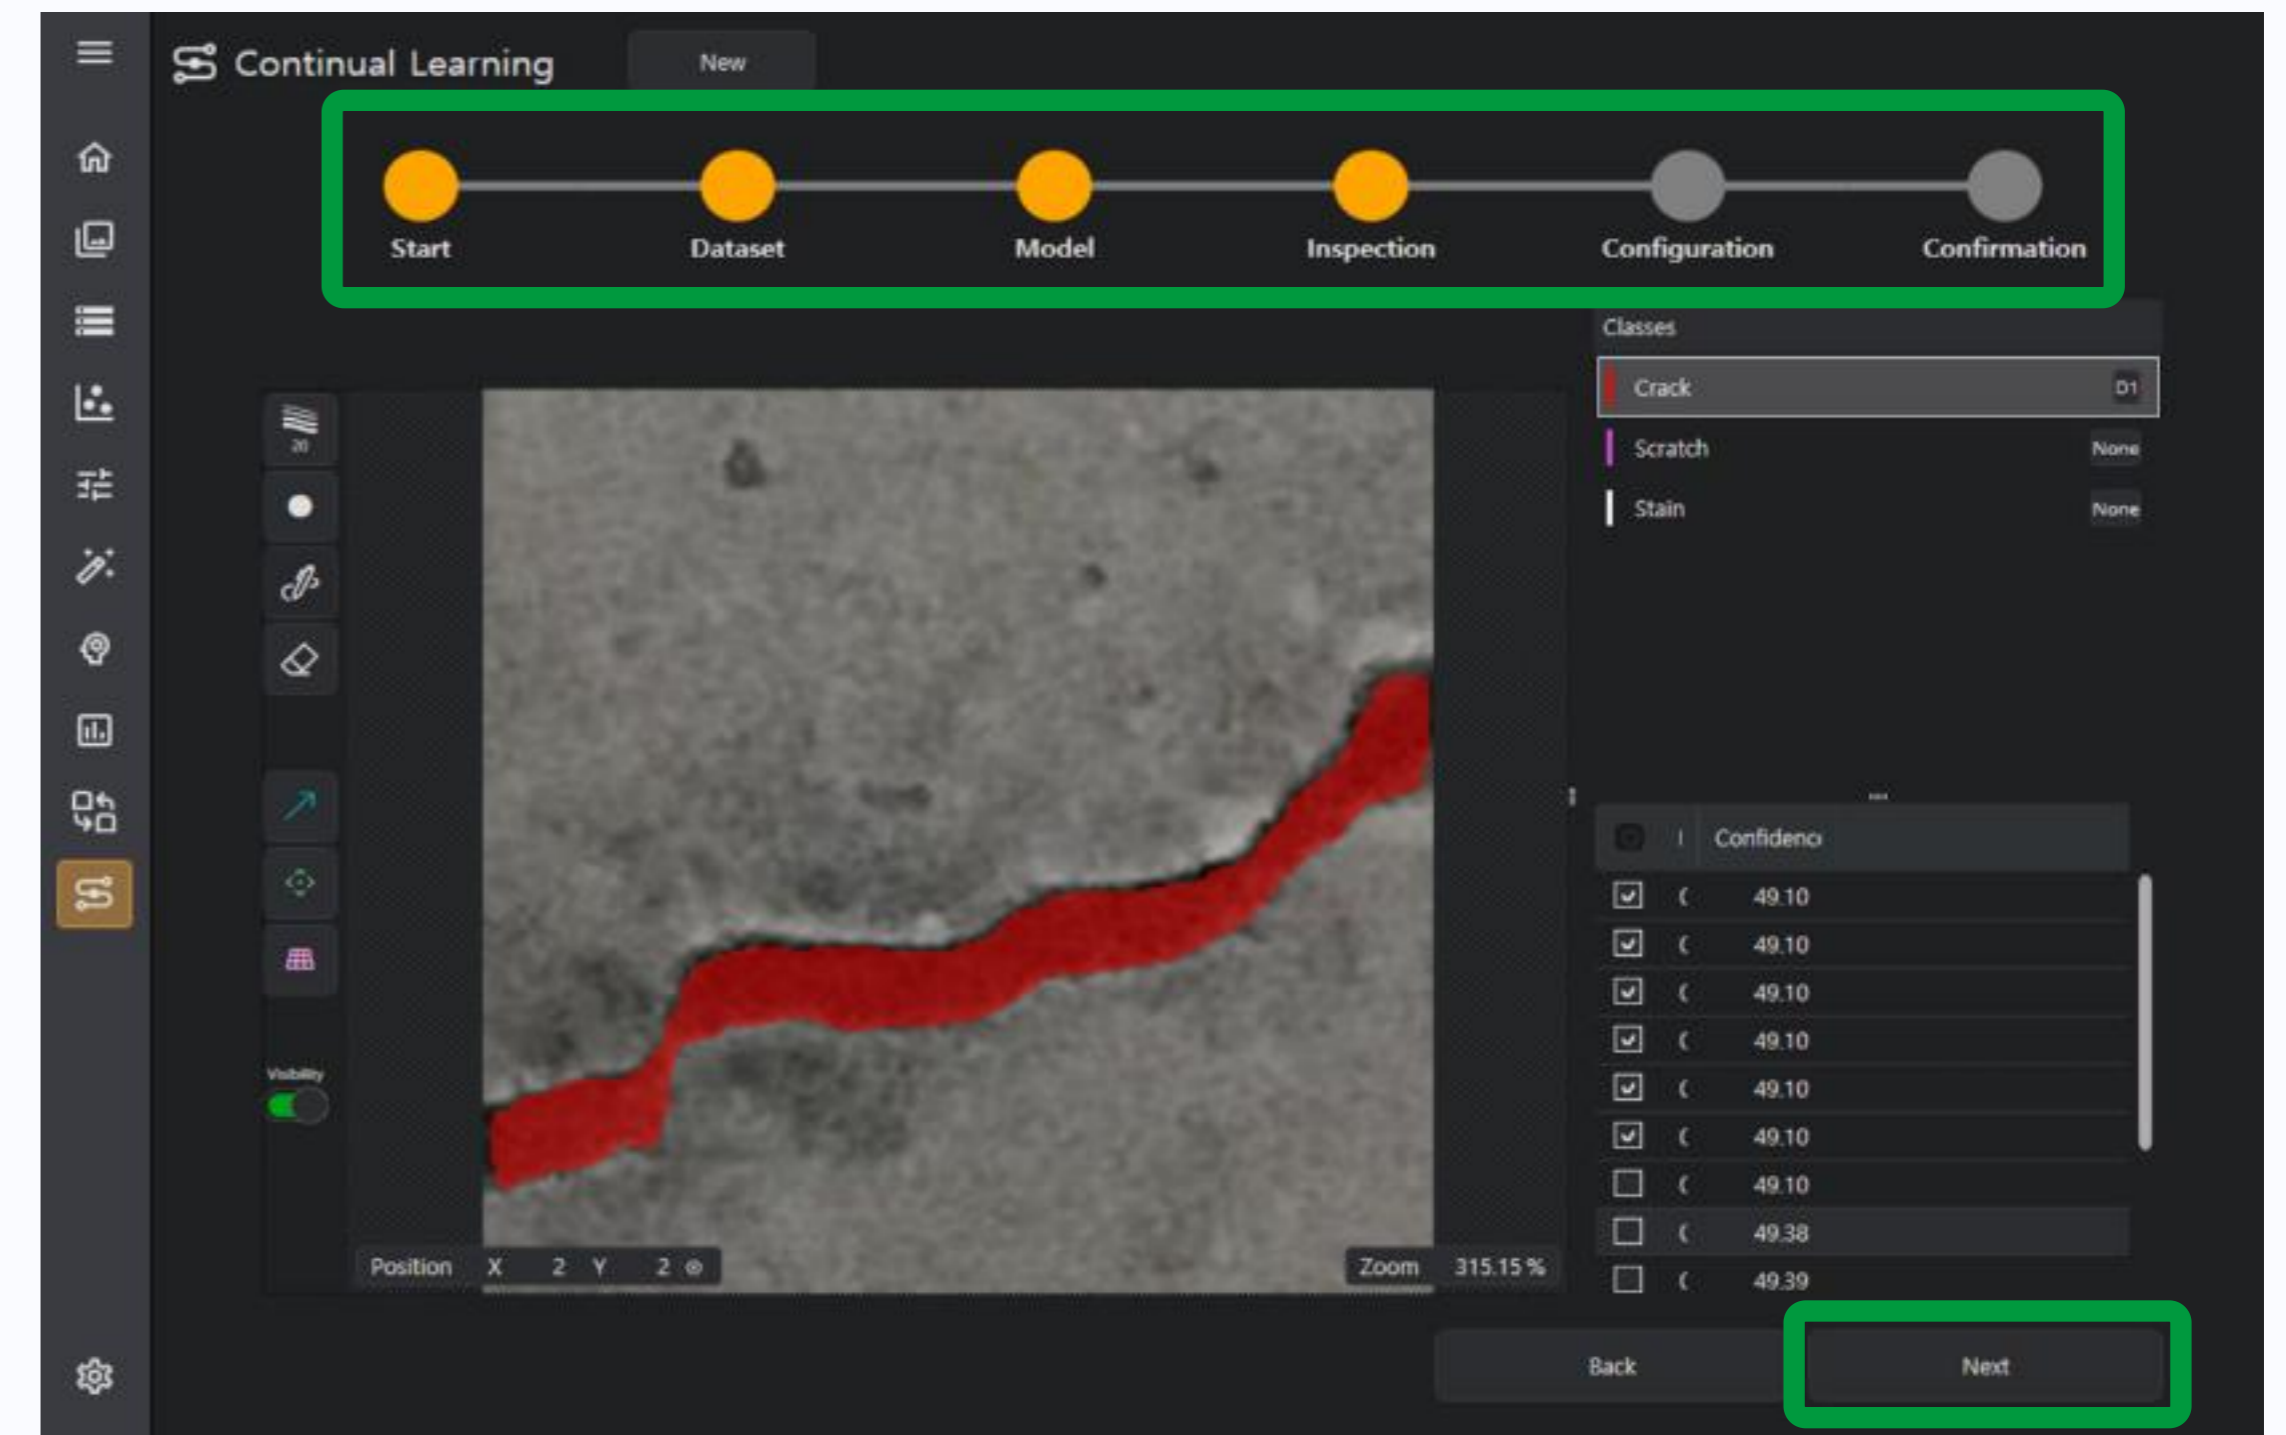 Continual Learning
New
Start
Dataset
Model
Inspection
Configuration
Confirmation
Classes
Crack
D1
Scratch
None
Stain
None
20
Visibility
Confidenc
49.10
49.10
49.10
49.10
49.10
49.10
49.10
49.38
49.39
Position X 2 Y 2
Zoom 315.15 %
Back
Next